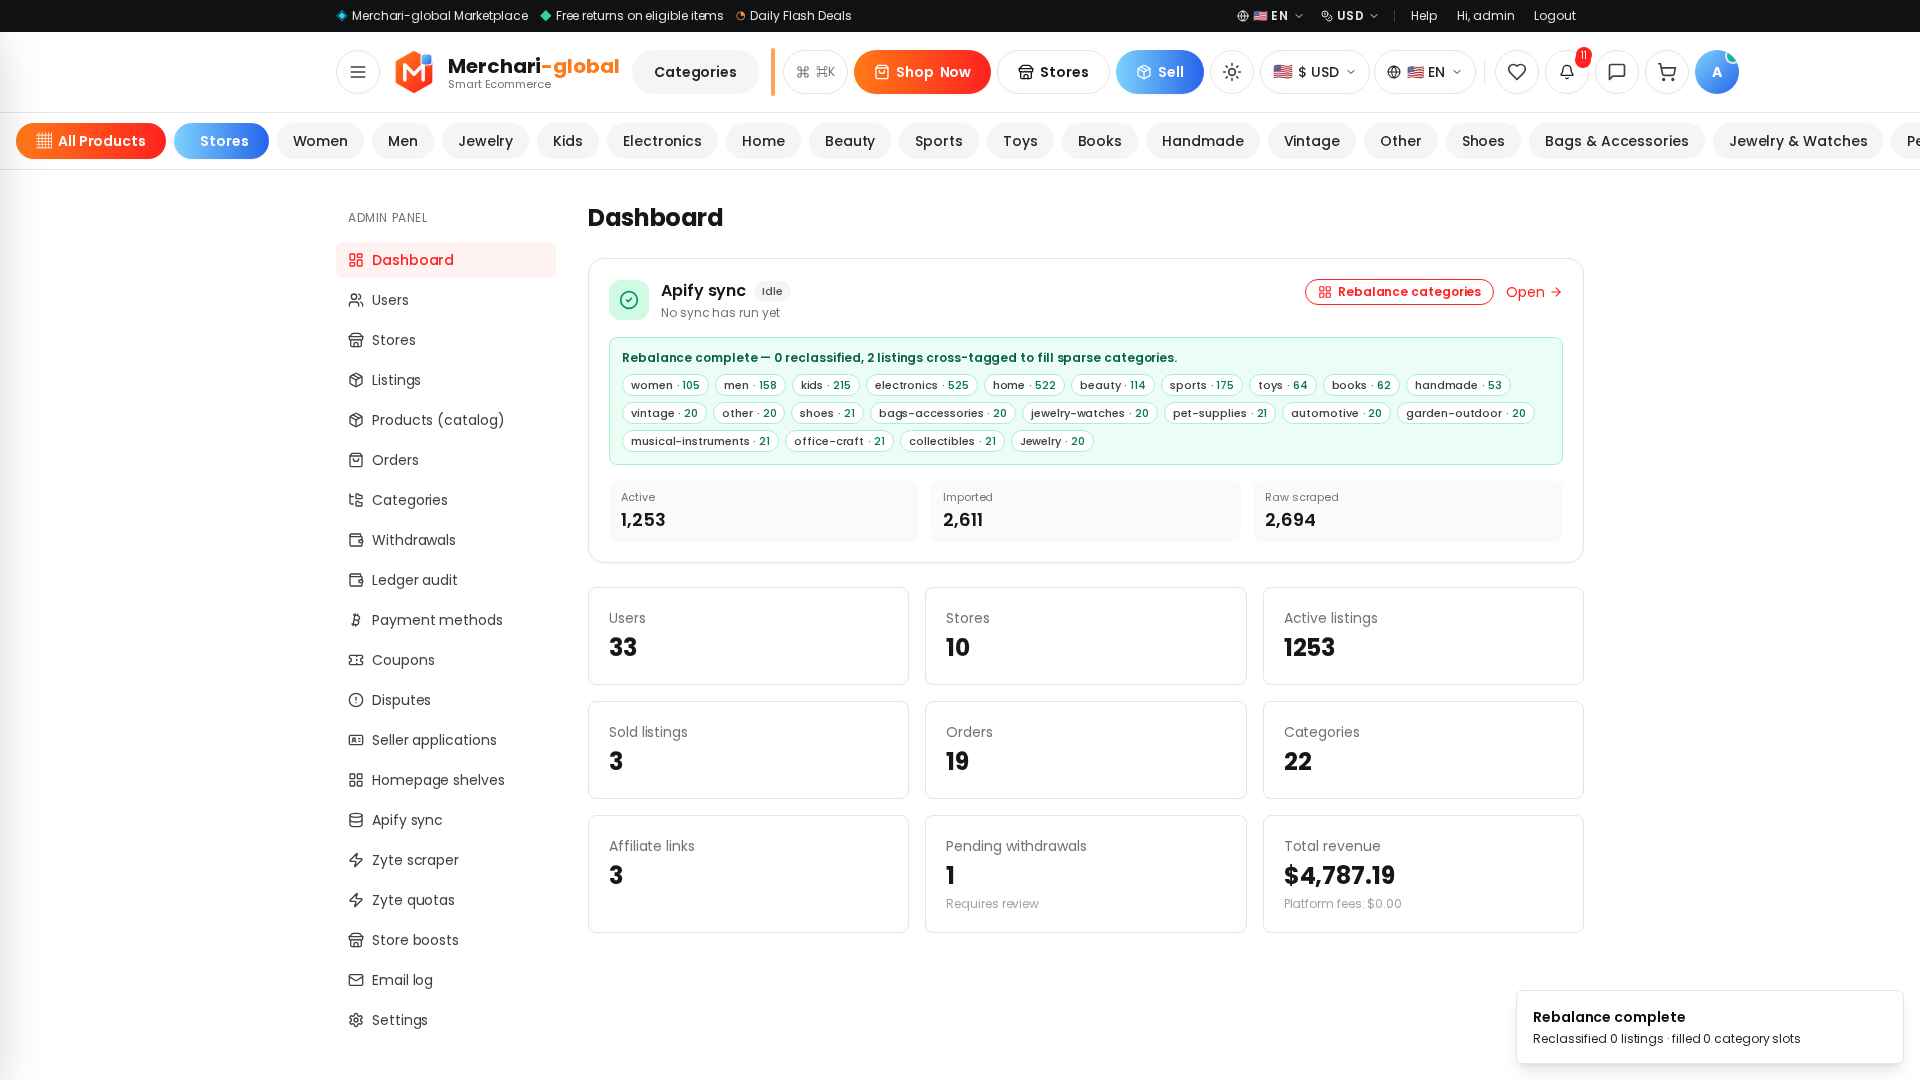 Merchari-global Marketplace Free returns on eligible items Daily Flash Deals EN USD Help Hi, admin Logout
Merchari-global
Smart Ecommerce
Categories ⌘K Shop Now Stores Sell $ USD EN 11 A
All Products Stores Women Men Jewelry Kids Electronics Home Beauty Sports Toys Books Handmade Vintage Other Shoes Bags & Accessories Jewelry & Watches Pe
ADMIN PANEL
Dashboard
Users
Stores
Listings
Products (catalog)
Orders
Categories
Withdrawals
Ledger audit
Payment methods
Coupons
Disputes
Seller applications
Homepage shelves
Apify sync
Zyte scraper
Zyte quotas
Store boosts
Email log
Settings
Dashboard
Apify sync Idle
No sync has run yet
Rebalance categories Open →
Rebalance complete — 0 reclassified, 2 listings cross-tagged to fill sparse categories.
women · 105 men · 158 kids · 215 electronics · 525 home · 522 beauty · 114 sports · 175 toys · 64 books · 62 handmade · 53
vintage · 20 other · 20 shoes · 21 bags-accessories · 20 jewelry-watches · 20 pet-supplies · 21 automotive · 20 garden-outdoor · 20
musical-instruments · 21 office-craft · 21 collectibles · 21 Jewelry · 20
Active
1,253
Imported
2,611
Raw scraped
2,694
Users
33
Stores
10
Active listings
1253
Sold listings
3
Orders
19
Categories
22
Affiliate links
3
Pending withdrawals
1
Requires review
Total revenue
$4,787.19
Platform fees: $0.00
Rebalance complete
Reclassified 0 listings · filled 0 category slots